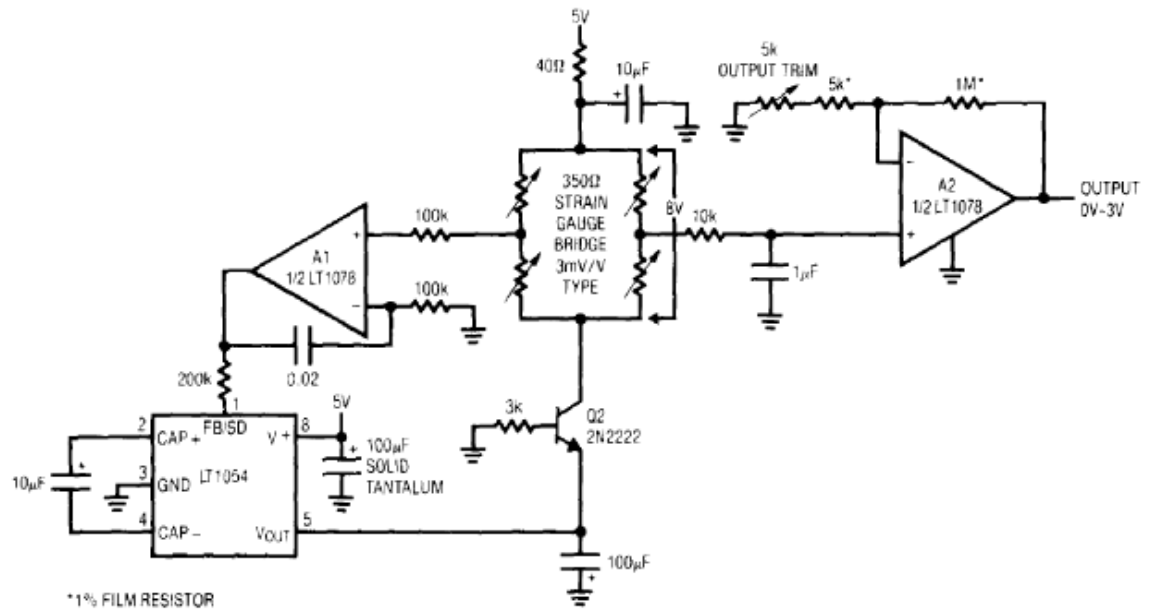 5V
40Ω
10µF
+
5k
OUTPUT TRIM
5k*
1M*
350Ω
STRAIN
GAUGE
BRIDGE
3mV/V
TYPE
8V
10k
1µF
-
+
A2
1/2 LT1078
OUTPUT
0V-3V
100k
+
-
A1
1/2 LT1078
100k
0.02
200k
1
FB/SD
2
CAP+
3
GND
4
CAP-
LT1054
V+
8
VOUT
5
10µF
+
5V
+
100µF
SOLID
TANTALUM
3k
Q2
2N2222
100µF
+
*1% FILM RESISTOR